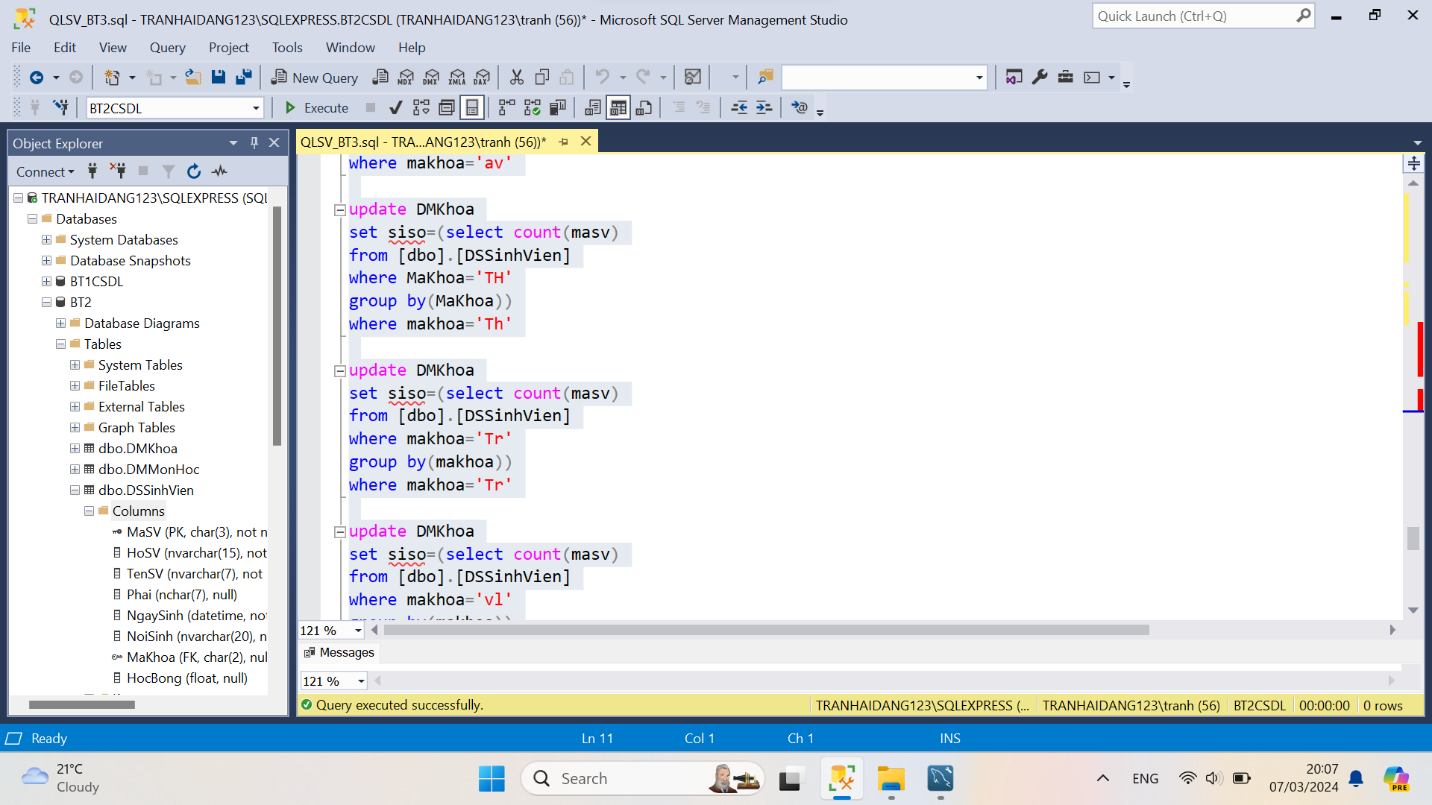 QLSV_BT3.sql - TRANHAIDANG123\SQLEXPRESS.BT2CSDL (TRANHAIDANG123\tranh (56))* - Microsoft SQL Server Management Studio
Quick Launch (Ctrl+Q)
File Edit View Query Project Tools Window Help
New Query
MDX DMX XMLA DAX
BT2CSDL
Execute
Object Explorer
Connect
TRANHAIDANG123\SQLEXPRESS (SQL
Databases
System Databases
Database Snapshots
BT1CSDL
BT2
Database Diagrams
Tables
System Tables
FileTables
External Tables
Graph Tables
dbo.DMKhoa
dbo.DMMonHoc
dbo.DSSinhVien
Columns
MaSV (PK, char(3), not n
HoSV (nvarchar(15), not
TenSV (nvarchar(7), not
Phai (nchar(7), null)
NgaySinh (datetime, not
NoiSinh (nvarchar(20), n
MaKhoa (FK, char(2), nul
HocBong (float, null)
QLSV_BT3.sql - TRA...ANG123\tranh (56))*
where makhoa='av'
update DMKhoa
set siso=(select count(masv)
from [dbo].[DSSinhVien]
where MaKhoa='TH'
group by(MaKhoa))
where makhoa='Th'
update DMKhoa
set siso=(select count(masv)
from [dbo].[DSSinhVien]
where makhoa='Tr'
group by(makhoa))
where makhoa='Tr'
update DMKhoa
set siso=(select count(masv)
from [dbo].[DSSinhVien]
where makhoa='vl'
group by(makhoa))
121 %
Messages
121 %
Query executed successfully. TRANHAIDANG123\SQLEXPRESS (... TRANHAIDANG123\tranh (56) BT2CSDL 00:00:00 0 rows
Ready Ln 11 Col 1 Ch 1 INS
21°C
Cloudy
Search
ENG
20:07
07/03/2024
PRE